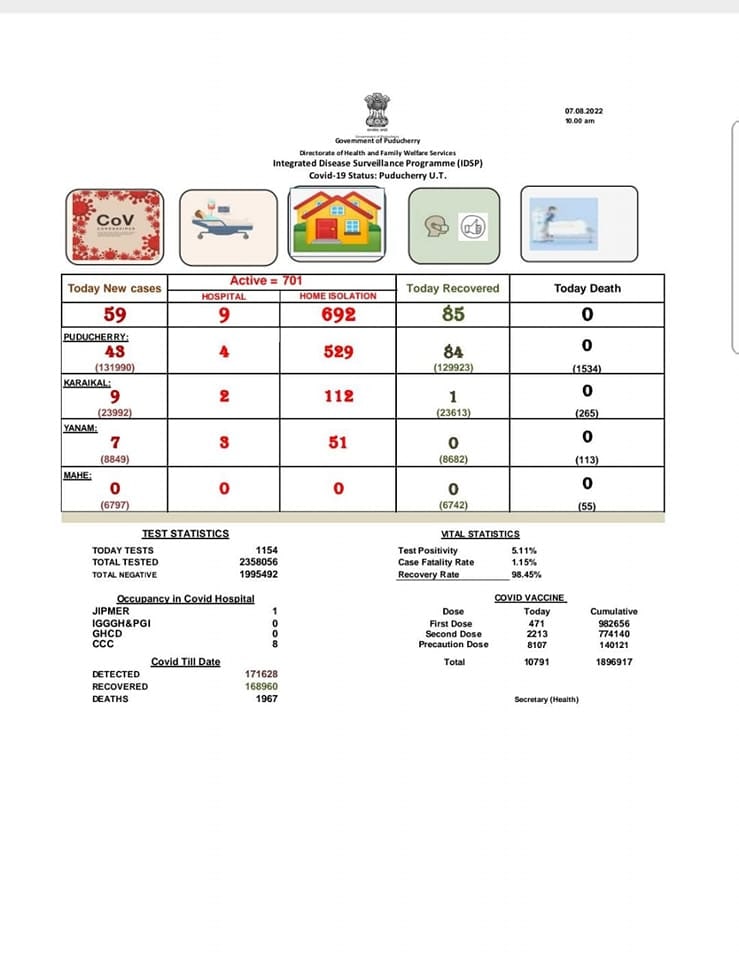 07.08.2022
10.00 am
Government of Puducherry
Directorate of Health and Family Welfare Services
Integrated Disease Surveillance Programme (IDSP)
Covid-19 Status: Puducherry U.T.
CoV
CORONAVIRUS
Today New cases
Active = 701
HOSPITAL HOME ISOLATION
Today Recovered
Today Death
59 9 692 85 0
PUDUCHERRY:
43 4 529 84 0
(131990) (129923) (1534)
KARAIKAL:
9 2 112 1 0
(23992) (23613) (265)
YANAM:
7 3 51 0 0
(8849) (8682) (113)
MAHE:
0 0 0 0 0
(6797) (6742) (55)
TEST STATISTICS
TODAY TESTS 1154
TOTAL TESTED 2358056
TOTAL NEGATIVE 1995492
VITAL STATISTICS
Test Positivity 5.11%
Case Fatality Rate 1.15%
Recovery Rate 98.45%
Occupancy in Covid Hospital
JIPMER 1
IGGGH&PGI 0
GHCD 0
CCC 8
COVID VACCINE
Dose Today Cumulative
First Dose 471 982656
Second Dose 2213 774140
Precaution Dose 8107 140121
Total 10791 1896917
Covid Till Date
DETECTED 171628
RECOVERED 168960
DEATHS 1967
Secretary (Health)